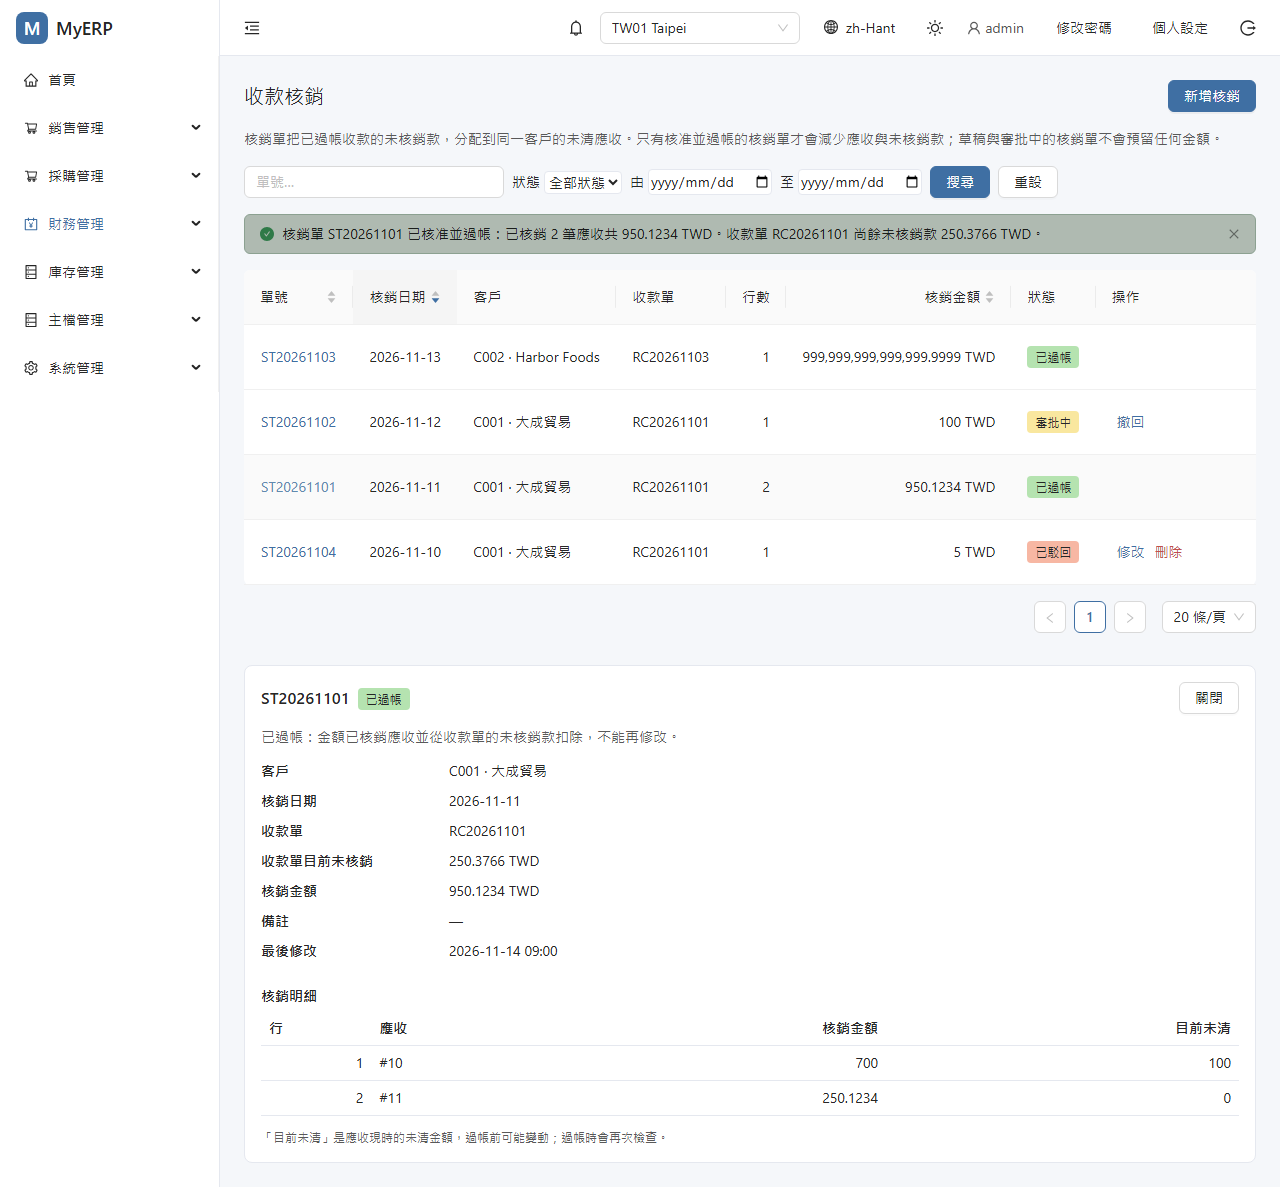 M MyERP
TW01 Taipei
zh-Hant
admin
修改密碼
個人設定
首頁
銷售管理
採購管理
財務管理
庫存管理
主檔管理
系統管理
收款核銷
新增核銷
核銷單把已過帳收款的未核銷款，分配到同一客戶的未清應收。只有核准並過帳的核銷單才會減少應收與未核銷款；草稿與審批中的核銷單不會預留任何金額。
單號... 狀態 全部狀態 由 yyyy/mm/dd 至 yyyy/mm/dd 搜尋 重設
核銷單 ST20261101 已核准並過帳：已核銷 2 筆應收共 950.1234 TWD。收款單 RC20261101 尚餘未核銷款 250.3766 TWD。
單號 核銷日期 客戶 收款單 行數 核銷金額 狀態 操作
ST20261103 2026-11-13 C002 · Harbor Foods RC20261103 1 999,999,999,999,999.9999 TWD 已過帳
ST20261102 2026-11-12 C001 · 大成貿易 RC20261101 1 100 TWD 審批中 撤回
ST20261101 2026-11-11 C001 · 大成貿易 RC20261101 2 950.1234 TWD 已過帳
ST20261104 2026-11-10 C001 · 大成貿易 RC20261101 1 5 TWD 已駁回 修改 刪除
< 1 > 20 條/頁
ST20261101 已過帳 關閉
已過帳：金額已核銷應收並從收款單的未核銷款扣除，不能再修改。
客戶 C001 · 大成貿易
核銷日期 2026-11-11
收款單 RC20261101
收款單目前未核銷 250.3766 TWD
核銷金額 950.1234 TWD
備註 —
最後修改 2026-11-14 09:00
核銷明細
行 應收 核銷金額 目前未清
1 #10 700 100
2 #11 250.1234 0
「目前未清」是應收現時的未清金額，過帳前可能變動；過帳時會再次檢查。